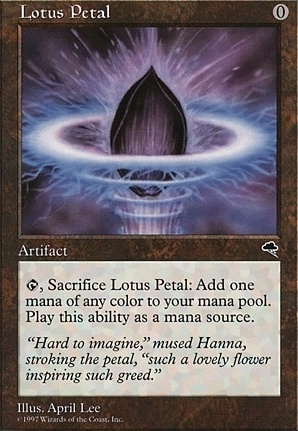 Lotus Petal 0
Artifact
, Sacrifice Lotus Petal: Add one
mana of any color to your mana pool.
Play this ability as a mana source.
“Hard to imagine,” mused Hanna,
stroking the petal, “such a lovely flower
inspiring such greed.”
Illus. April Lee
©1997 Wizards of the Coast, Inc.